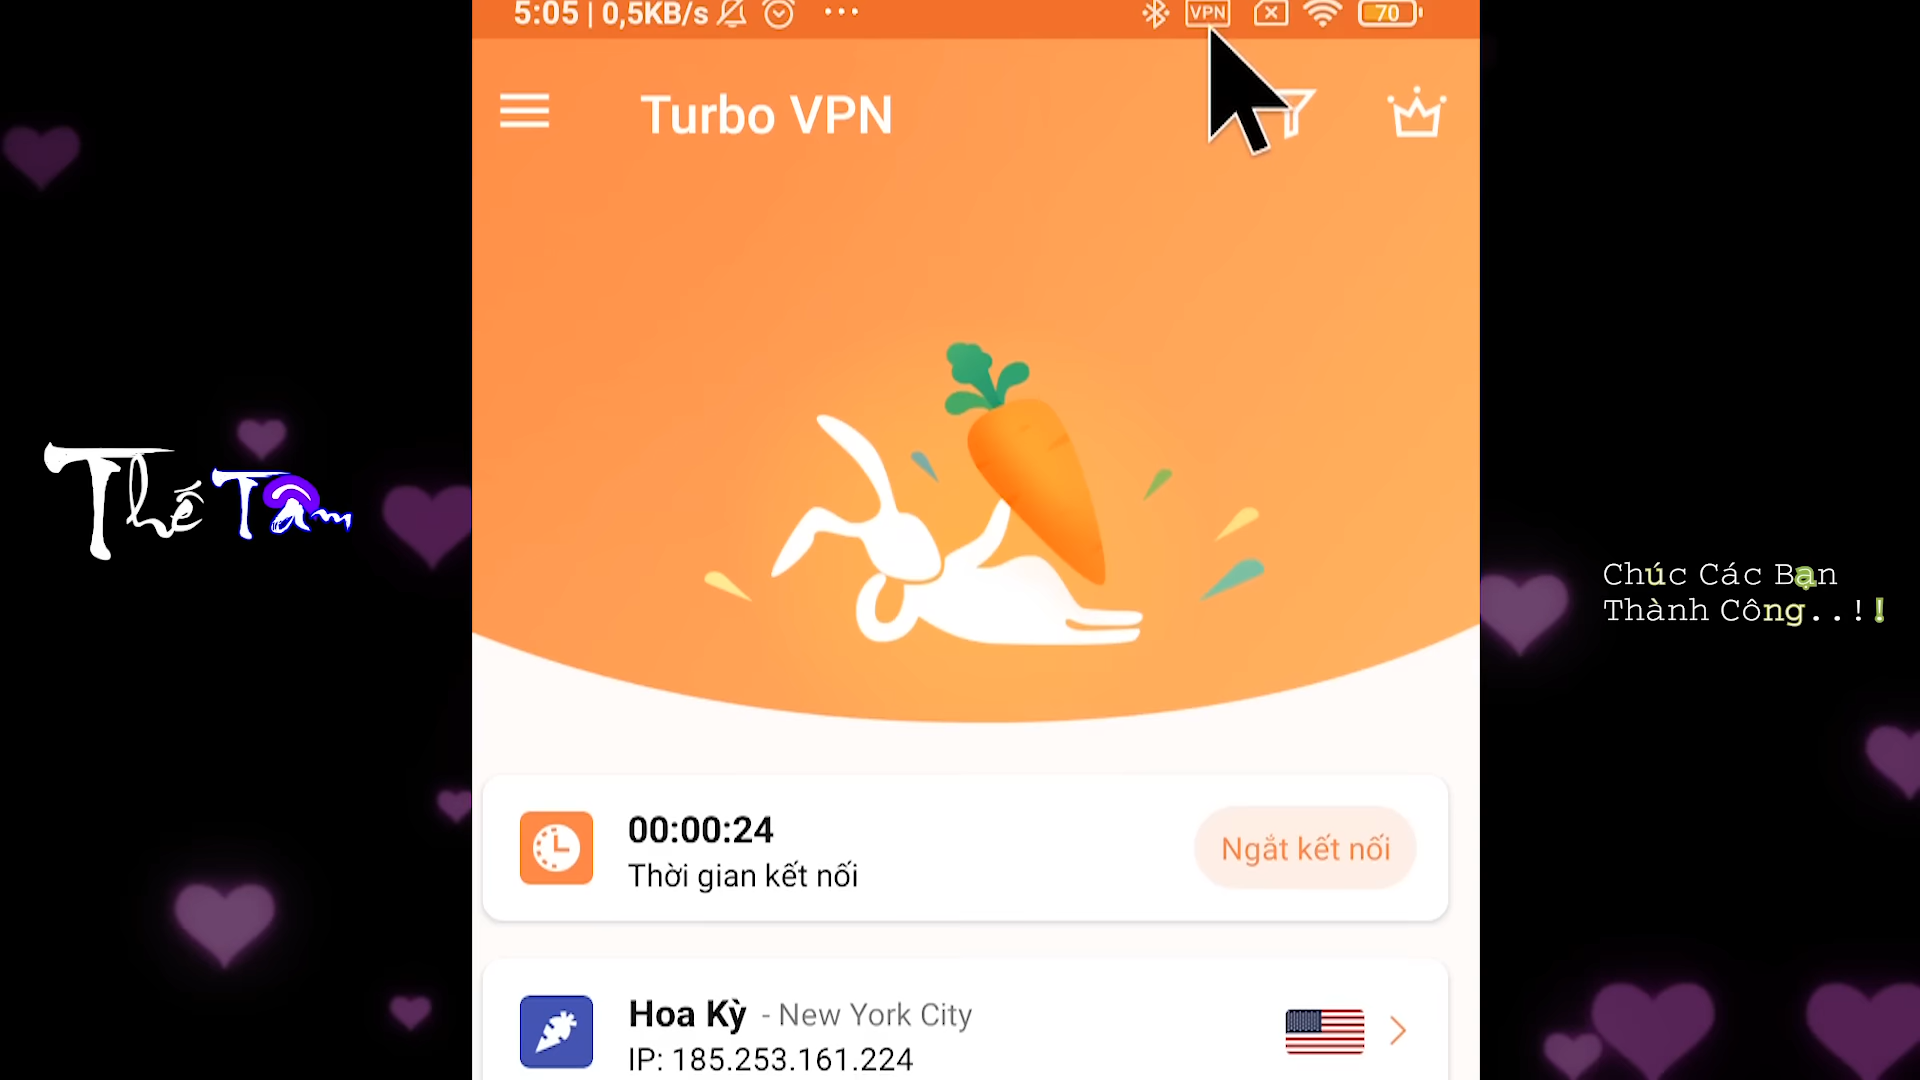 5:05 | 0,5KB/s
VPN
70
Turbo VPN
Thế Tâm
Chúc Các Bạn
Thành Công..!!
00:00:24
Thời gian kết nối
Ngắt kết nối
Hoa Kỳ - New York City
IP: 185.253.161.224